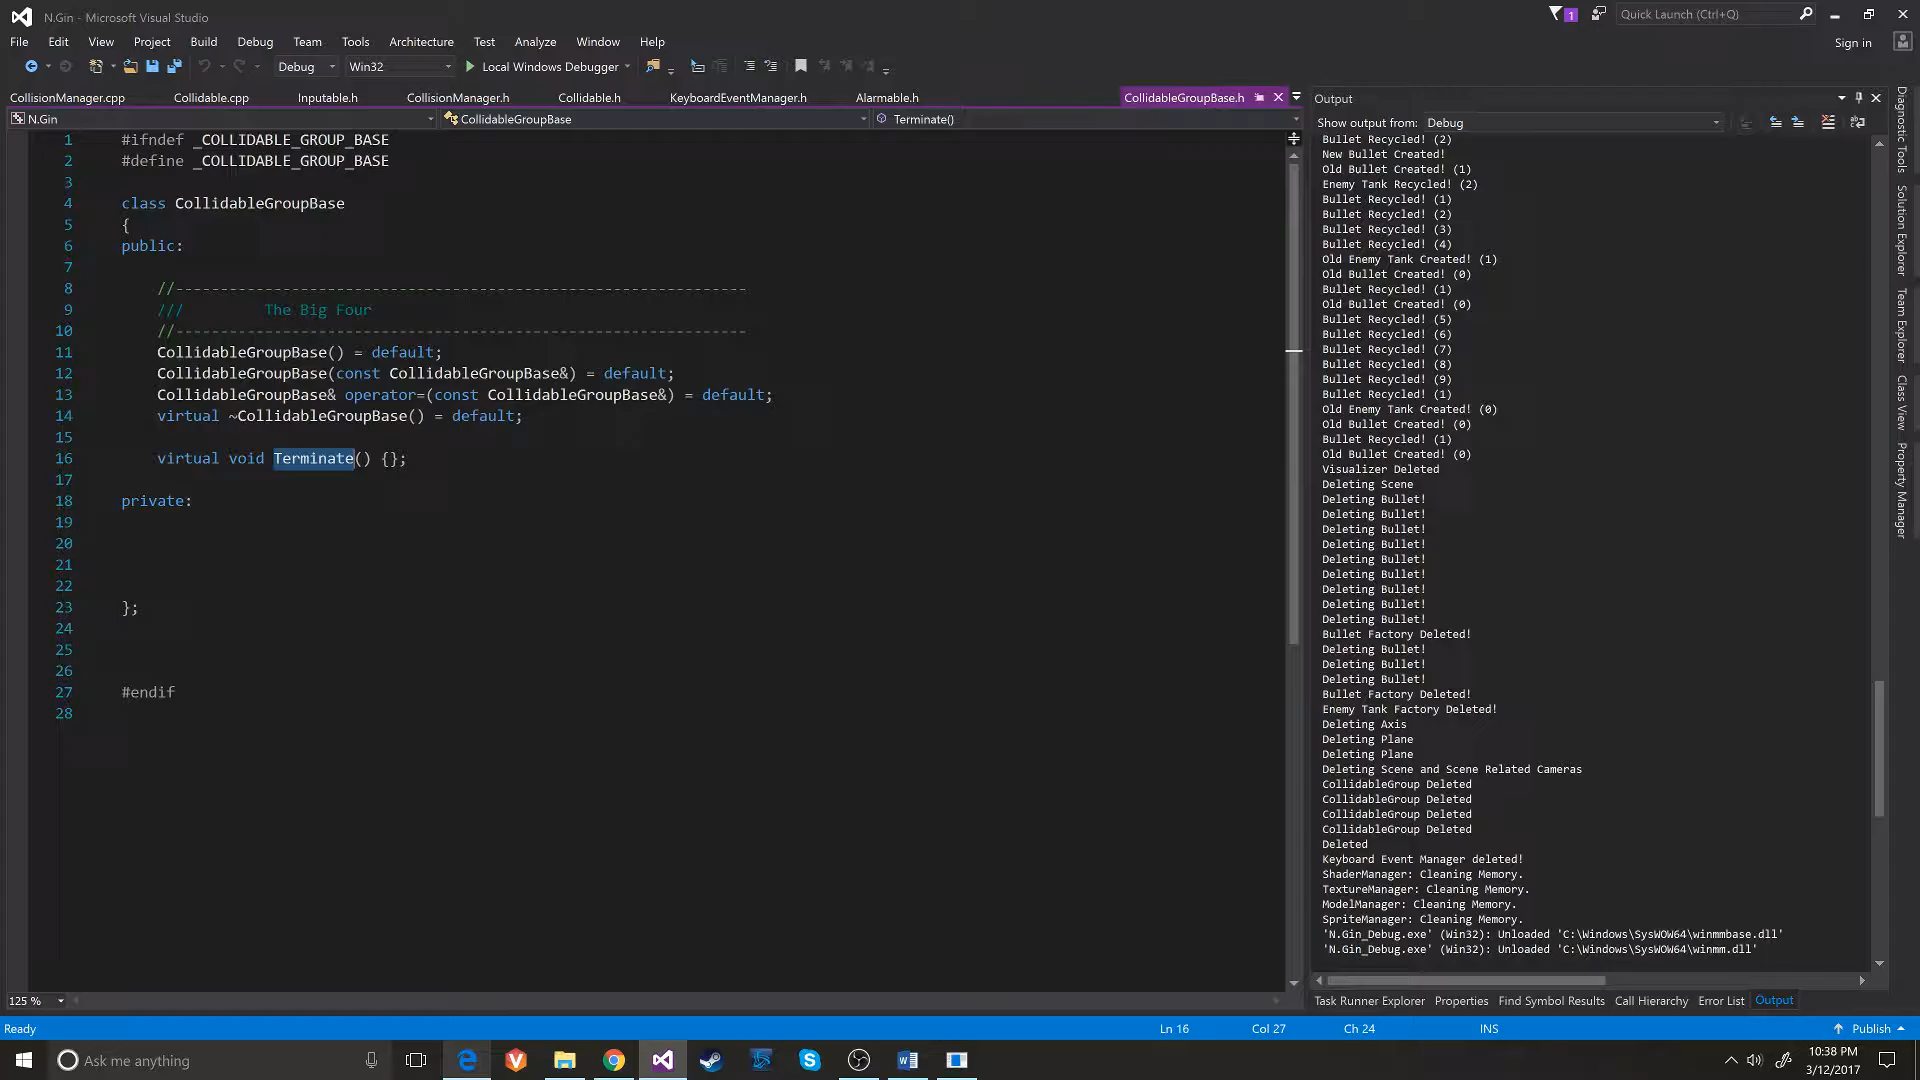 N.Gin - Microsoft Visual Studio
1
Quick Launch (Ctrl+Q)
File Edit View Project Build Debug Team Tools Architecture Test Analyze Window Help
Sign in
Debug Win32 Local Windows Debugger
CollisionManager.cpp Collidable.cpp Inputable.h CollisionManager.h Collidable.h KeyboardEventManager.h Alarmable.h CollidableGroupBase.h
N.Gin CollidableGroupBase Terminate()
1 #ifndef _COLLIDABLE_GROUP_BASE
2 #define _COLLIDABLE_GROUP_BASE
3
4 class CollidableGroupBase
5 {
6 public:
7
8 //----------------------------------------------------------------
9 /// The Big Four
10 //----------------------------------------------------------------
11 CollidableGroupBase() = default;
12 CollidableGroupBase(const CollidableGroupBase&) = default;
13 CollidableGroupBase& operator=(const CollidableGroupBase&) = default;
14 virtual ~CollidableGroupBase() = default;
15
16 virtual void Terminate() {};
17
18 private:
19
20
21
22
23 };
24
25
26
27 #endif
28
125 %
Output
Show output from: Debug
Bullet Recycled! (2)
New Bullet Created!
Old Bullet Created! (1)
Enemy Tank Recycled! (2)
Bullet Recycled! (1)
Bullet Recycled! (2)
Bullet Recycled! (3)
Bullet Recycled! (4)
Old Enemy Tank Created! (1)
Old Bullet Created! (0)
Bullet Recycled! (1)
Old Bullet Created! (0)
Bullet Recycled! (5)
Bullet Recycled! (6)
Bullet Recycled! (7)
Bullet Recycled! (8)
Bullet Recycled! (9)
Bullet Recycled! (1)
Old Enemy Tank Created! (0)
Old Bullet Created! (0)
Bullet Recycled! (1)
Old Bullet Created! (0)
Visualizer Deleted
Deleting Scene
Deleting Bullet!
Deleting Bullet!
Deleting Bullet!
Deleting Bullet!
Deleting Bullet!
Deleting Bullet!
Deleting Bullet!
Deleting Bullet!
Deleting Bullet!
Bullet Factory Deleted!
Deleting Bullet!
Deleting Bullet!
Deleting Bullet!
Bullet Factory Deleted!
Enemy Tank Factory Deleted!
Deleting Axis
Deleting Plane
Deleting Plane
Deleting Scene and Scene Related Cameras
CollidableGroup Deleted
CollidableGroup Deleted
CollidableGroup Deleted
CollidableGroup Deleted
Deleted
Keyboard Event Manager deleted!
ShaderManager: Cleaning Memory.
TextureManager: Cleaning Memory.
ModelManager: Cleaning Memory.
SpriteManager: Cleaning Memory.
'N.Gin_Debug.exe' (Win32): Unloaded 'C:\Windows\SysWOW64\winmmbase.dll'
'N.Gin_Debug.exe' (Win32): Unloaded 'C:\Windows\SysWOW64\winmm.dll'
Task Runner Explorer Properties Find Symbol Results Call Hierarchy Error List Output
Diagnostic Tools
Solution Explorer
Team Explorer
Class View
Property Manager
Ready Ln 16 Col 27 Ch 24 INS Publish
Ask me anything
10:38 PM
3/12/2017